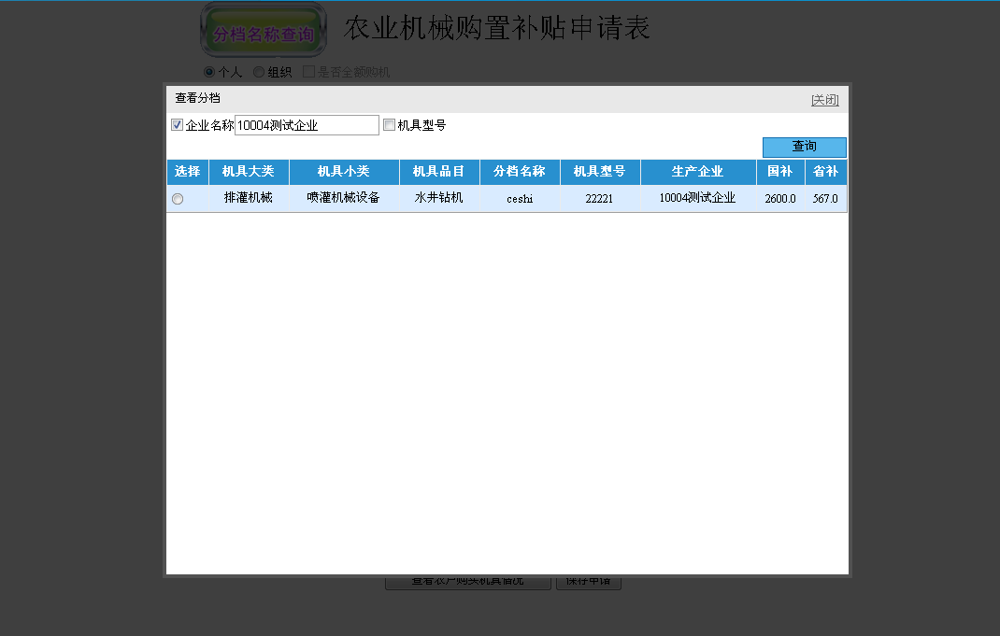 分档名称查询
农业机械购置补贴申请表
个人 组织 是否全额购机
查看分档 [关闭]
企业名称 10004测试企业 机具型号
查询
选择 机具大类 机具小类 机具品目 分档名称 机具型号 生产企业 国补 省补
排灌机械 喷灌机械设备 水井钻机 ceshi 22221 10004测试企业 2600.0 567.0
查看农户购买机具情况 保存申请